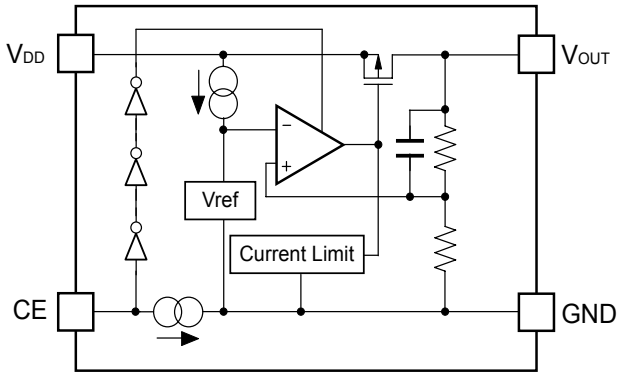 VDD
VOUT
−
+
Vref
Current Limit
CE
GND